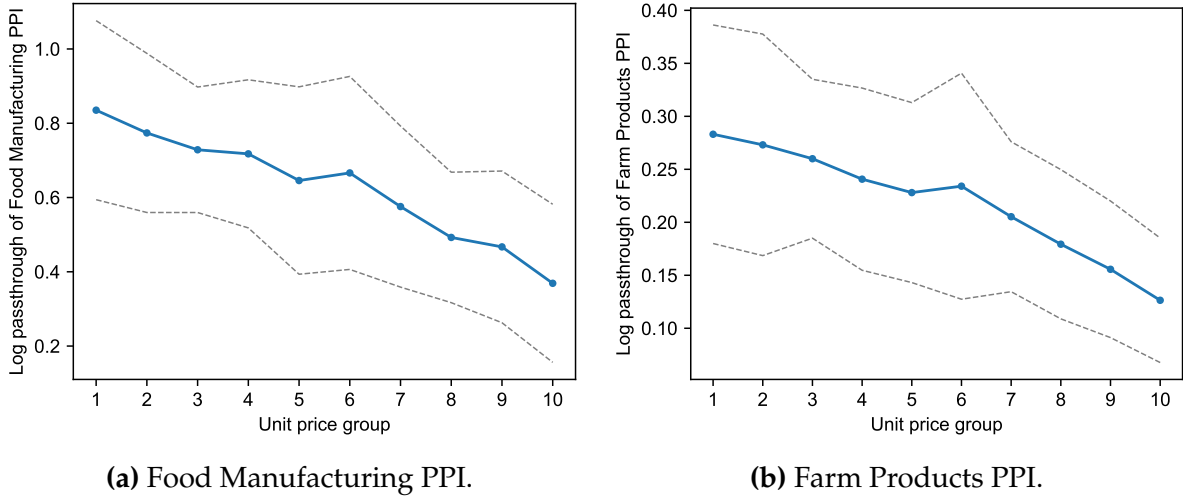 Log passthrough of Food Manufacturing PPI
1.0
0.8
0.6
0.4
0.2
1 2 3 4 5 6 7 8 9 10
Unit price group
(a) Food Manufacturing PPI.
Log passthrough of Farm Products PPI
0.40
0.35
0.30
0.25
0.20
0.15
0.10
1 2 3 4 5 6 7 8 9 10
Unit price group
(b) Farm Products PPI.